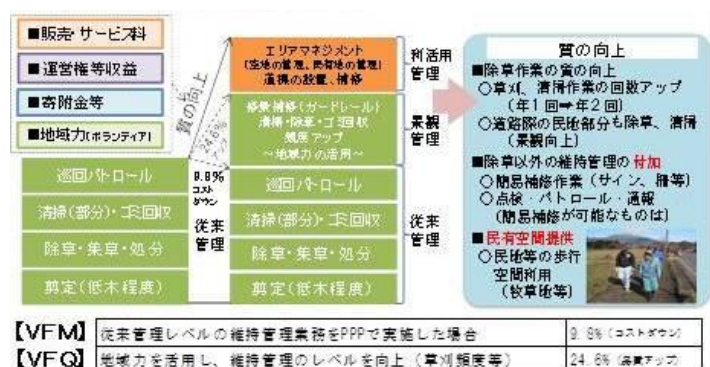 ■販売・サービス料
■運営権等収益
■寄附金等
■地域力(ボランティア)
巡回パトロール
清掃(部分)・ゴミ回収
除草・集草・処分
剪定(低木程度)
質の向上
24.6%
9.8%
コスト
ダウン
従来
管理
エリアマネジメント
(空地の管理、民有地の管理)
道標の設置、補修
修景補修(ガードレール)
清掃・除草・ゴミ回収
頻度アップ
～地域力の活用～
巡回パトロール
清掃(部分)・ゴミ回収
除草・集草・処分
剪定(低木程度)
利活用
管理
景観
管理
従来
管理
質の向上
■除草作業の質の向上
○草刈、清掃作業の回数アップ
(年1回➡年2回)
○道路際の民地部分も除草、清掃
(景観向上)
■除草以外の維持管理の付加
○簡易補修作業(サイン、柵等)
○点検・パトロール・通報
(簡易補修が可能なものは)
■民有空間提供
○民地等の歩行
空間利用
(牧草地等)
【VFM】 従来管理レベルの維持管理業務をPPPで実施した場合 9.8%(コストダウン)
【VFQ】 地域力を活用し、維持管理のレベルを向上(草刈頻度等) 24.6%(品質アップ)